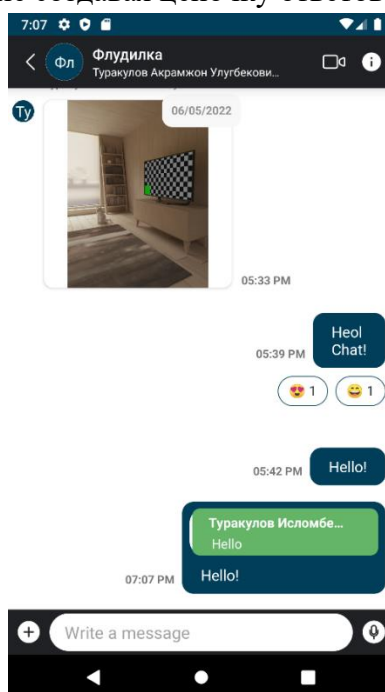 7:07
Фл
Флудилка
Туракулов Акрамжон Улугбекови...
Ту
06/05/2022
05:33 PM
Heol
Chat!
05:39 PM
😍 1
😄 1
05:42 PM
Hello!
Туракулов Исломбе...
Hello
Hello!
07:07 PM
Write a message